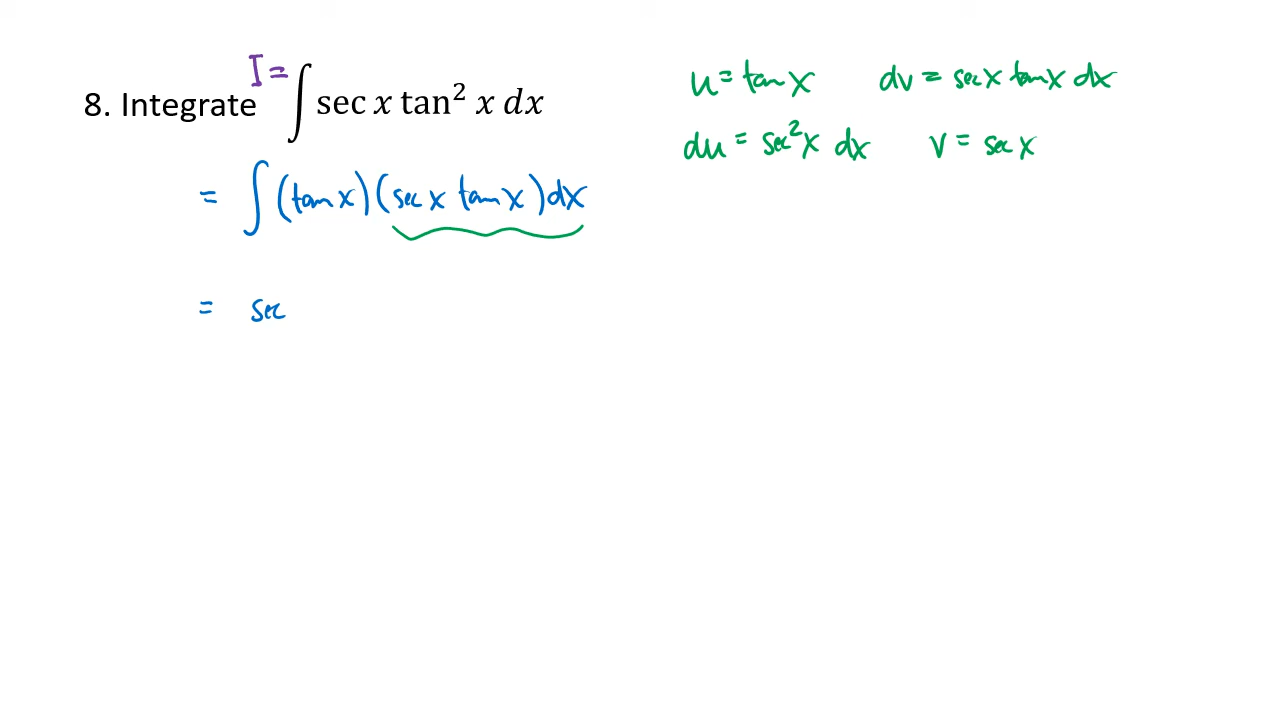 I =
8. Integrate ∫ sec x tan² x dx
= ∫ (tan x)(sec x tan x)dx
= sec
u = tan x dv = sec x tan x dx
du = sec² x dx v = sec x